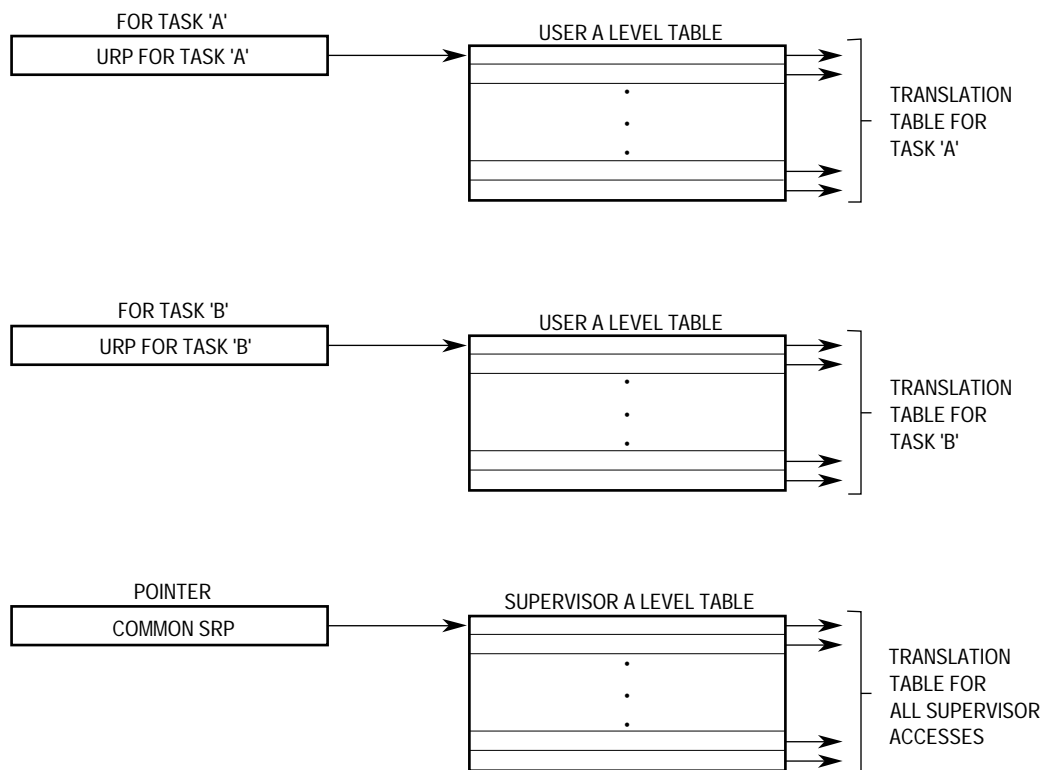 FOR TASK 'A'
URP FOR TASK 'A'
USER A LEVEL TABLE
TRANSLATION
TABLE FOR
TASK 'A'
FOR TASK 'B'
URP FOR TASK 'B'
USER A LEVEL TABLE
TRANSLATION
TABLE FOR
TASK 'B'
POINTER
COMMON SRP
SUPERVISOR A LEVEL TABLE
TRANSLATION
TABLE FOR
ALL SUPERVISOR
ACCESSES